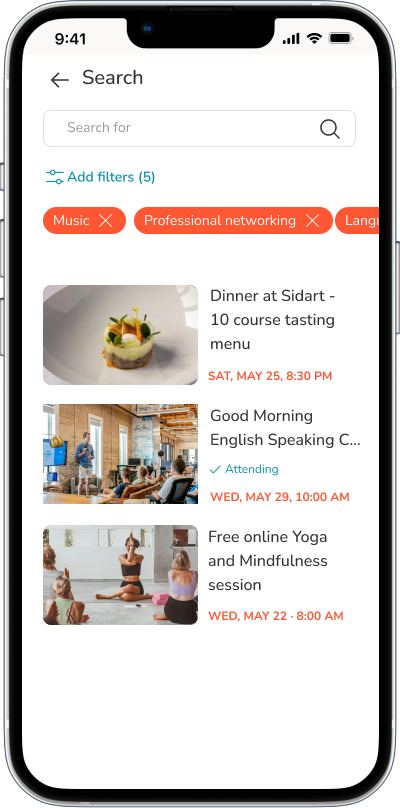 9:41
Search
Search for
Add filters (5)
Music
Professional networking
Langu
Dinner at Sidart -
10 course tasting
menu
SAT, MAY 25, 8:30 PM
Good Morning
English Speaking C...
Attending
WED, MAY 29, 10:00 AM
Free online Yoga
and Mindfulness
session
WED, MAY 22 · 8:00 AM